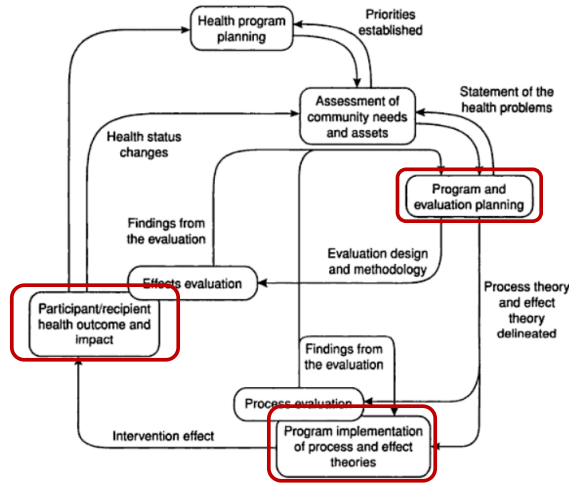 Health program
planning
Priorities
established
Assessment of
community needs
and assets
Statement of the
health problems
Health status
changes
Program and
evaluation planning
Findings from
the evaluation
Evaluation design
and methodology
Effects evaluation
Process theory
and effect
theory
delineated
Participant/recipient
health outcome and
impact
Findings from
the evaluation
Process evaluation
Intervention effect
Program implementation
of process and effect
theories